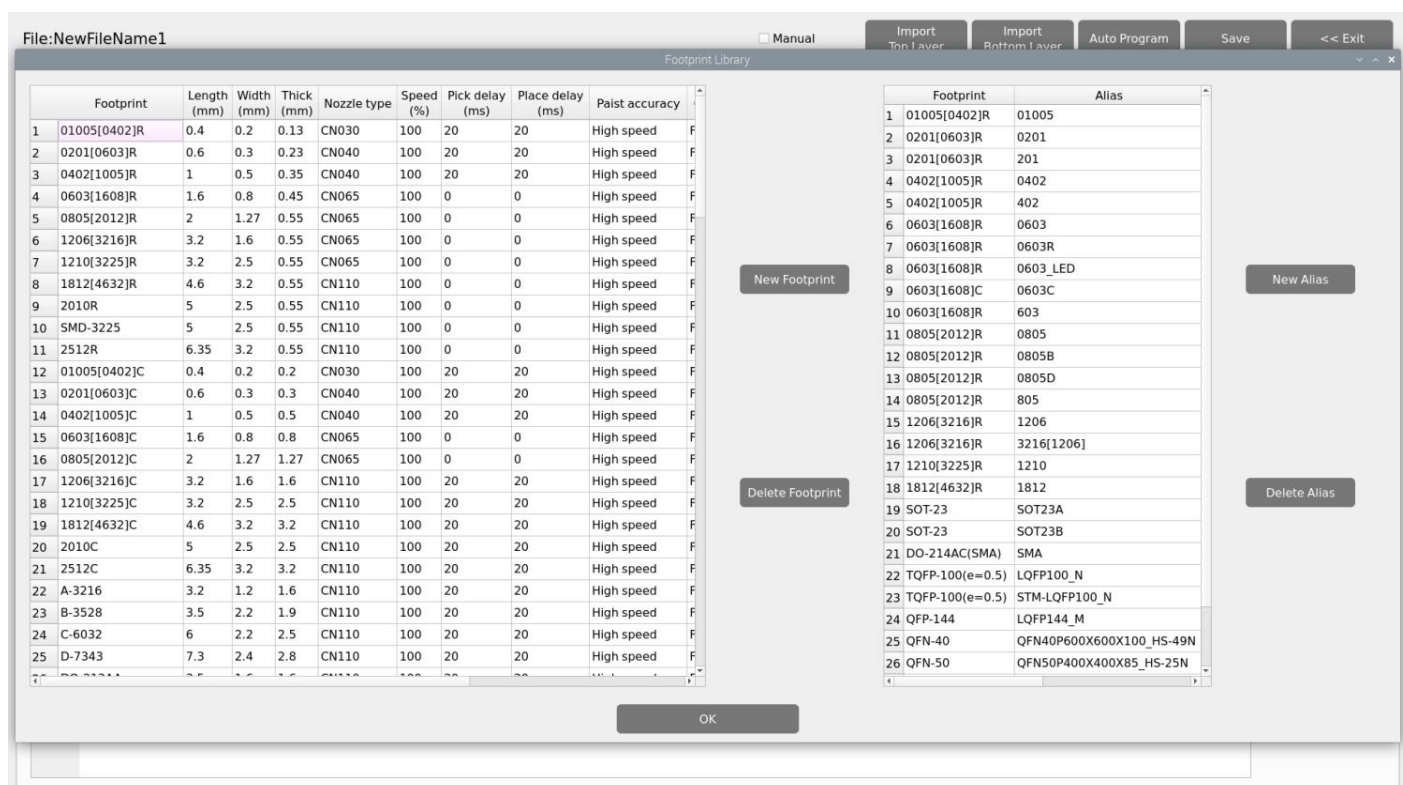 File:NewFileName1
Manual
Import Top Layer
Import Bottom Layer
Auto Program
Save
<< Exit
Footprint Library
Footprint Length (mm) Width (mm) Thick (mm) Nozzle type Speed (%) Pick delay (ms) Place delay (ms) Paist accuracy
1 01005[0402]R 0.4 0.2 0.13 CN030 100 20 20 High speed F
2 0201[0603]R 0.6 0.3 0.23 CN040 100 20 20 High speed F
3 0402[1005]R 1 0.5 0.35 CN040 100 20 20 High speed F
4 0603[1608]R 1.6 0.8 0.45 CN065 100 0 0 High speed F
5 0805[2012]R 2 1.27 0.55 CN065 100 0 0 High speed F
6 1206[3216]R 3.2 1.6 0.55 CN065 100 0 0 High speed F
7 1210[3225]R 3.2 2.5 0.55 CN065 100 0 0 High speed F
8 1812[4632]R 4.6 3.2 0.55 CN110 100 0 0 High speed F
9 2010R 5 2.5 0.55 CN110 100 0 0 High speed F
10 SMD-3225 5 2.5 0.55 CN110 100 0 0 High speed F
11 2512R 6.35 3.2 0.55 CN110 100 0 0 High speed F
12 01005[0402]C 0.4 0.2 0.2 CN030 100 20 20 High speed F
13 0201[0603]C 0.6 0.3 0.3 CN040 100 20 20 High speed F
14 0402[1005]C 1 0.5 0.5 CN040 100 20 20 High speed F
15 0603[1608]C 1.6 0.8 0.8 CN065 100 0 0 High speed F
16 0805[2012]C 2 1.27 1.27 CN065 100 0 0 High speed F
17 1206[3216]C 3.2 1.6 1.6 CN110 100 20 20 High speed F
18 1210[3225]C 3.2 2.5 2.5 CN110 100 20 20 High speed F
19 1812[4632]C 4.6 3.2 3.2 CN110 100 20 20 High speed F
20 2010C 5 2.5 2.5 CN110 100 20 20 High speed F
21 2512C 6.35 3.2 3.2 CN110 100 20 20 High speed F
22 A-3216 3.2 1.2 1.6 CN110 100 20 20 High speed F
23 B-3528 3.5 2.2 1.9 CN110 100 20 20 High speed F
24 C-6032 6 2.2 2.5 CN110 100 20 20 High speed F
25 D-7343 7.3 2.4 2.8 CN110 100 20 20 High speed F
New Footprint
Delete Footprint
Footprint Alias
1 01005[0402]R 01005
2 0201[0603]R 0201
3 0201[0603]R 201
4 0402[1005]R 0402
5 0402[1005]R 402
6 0603[1608]R 0603
7 0603[1608]R 0603R
8 0603[1608]R 0603_LED
9 0603[1608]C 0603C
10 0603[1608]R 603
11 0805[2012]R 0805
12 0805[2012]R 0805B
13 0805[2012]R 0805D
14 0805[2012]R 805
15 1206[3216]R 1206
16 1206[3216]R 3216[1206]
17 1210[3225]R 1210
18 1812[4632]R 1812
19 SOT-23 SOT23A
20 SOT-23 SOT23B
21 DO-214AC(SMA) SMA
22 TQFP-100(e=0.5) LQFP100_N
23 TQFP-100(e=0.5) STM-LQFP100_N
24 QFP-144 LQFP144_M
25 QFN-40 QFN40P600X600X100_HS-49N
26 QFN-50 QFN50P400X400X85_HS-25N
New Alias
Delete Alias
OK